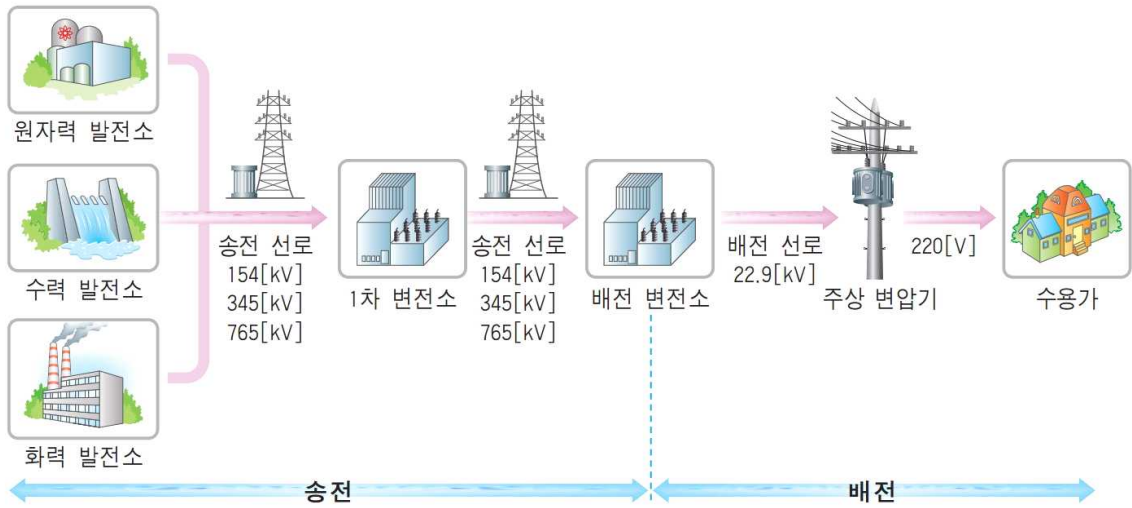 원자력 발전소
수력 발전소
화력 발전소
송전 선로
154[kV]
345[kV]
765[kV]
1차 변전소
송전 선로
154[kV]
345[kV]
765[kV]
배전 변전소
배전 선로
22.9[kV]
주상 변압기
220[V]
수용가
송전
배전